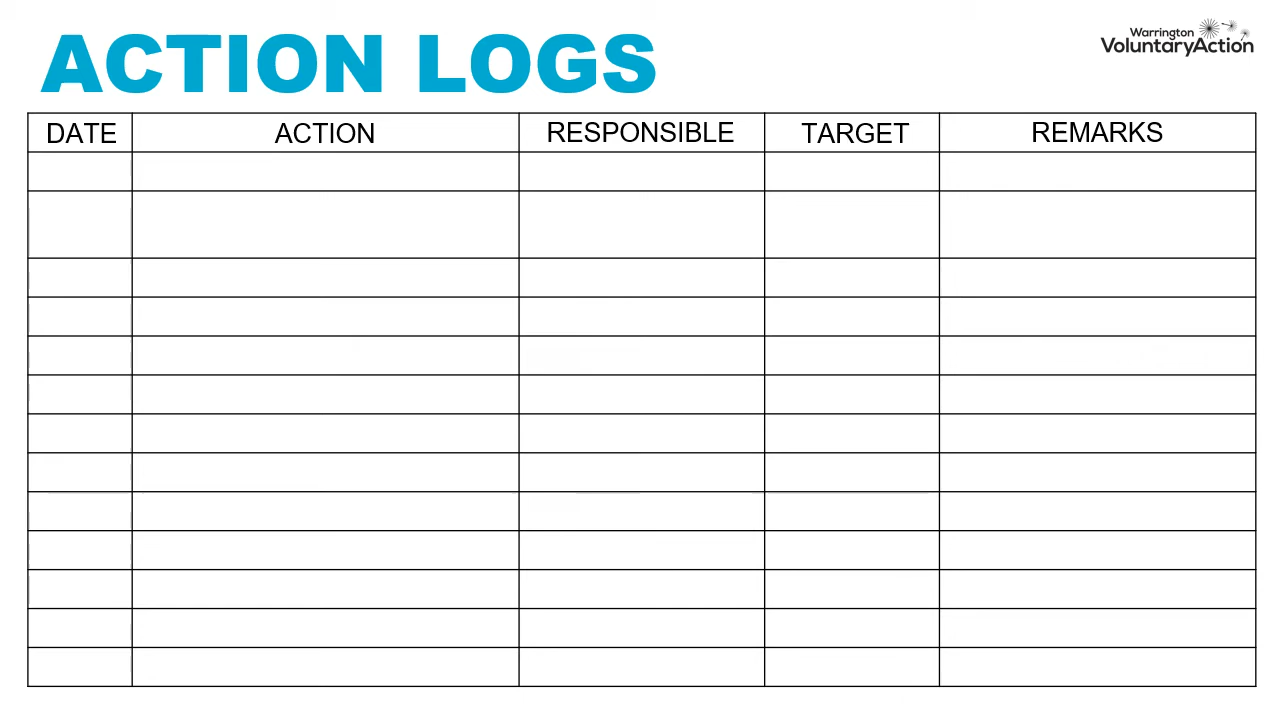 ACTION LOGS
Warrington
VoluntaryAction
DATE ACTION RESPONSIBLE TARGET REMARKS